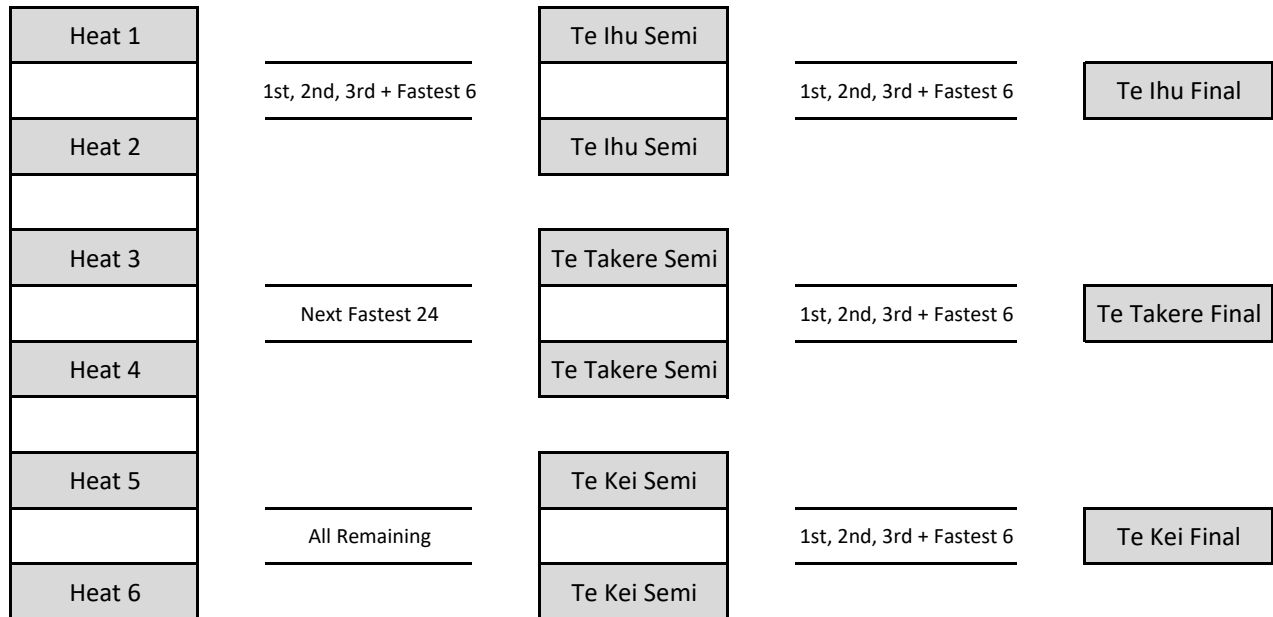 Heat 1
Te Ihu Semi
1st, 2nd, 3rd + Fastest 6
1st, 2nd, 3rd + Fastest 6
Te Ihu Final
Heat 2
Te Ihu Semi
Heat 3
Te Takere Semi
Next Fastest 24
1st, 2nd, 3rd + Fastest 6
Te Takere Final
Heat 4
Te Takere Semi
Heat 5
Te Kei Semi
All Remaining
1st, 2nd, 3rd + Fastest 6
Te Kei Final
Heat 6
Te Kei Semi